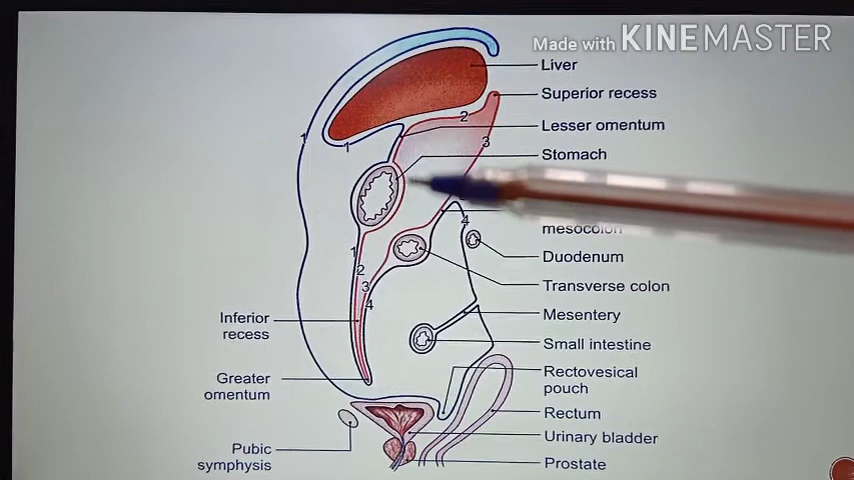 Made with KINEMASTER
Liver
Superior recess
Lesser omentum
Stomach
mesocolon
Duodenum
Transverse colon
Mesentery
Small intestine
Rectovesical
pouch
Rectum
Urinary bladder
Prostate
Inferior
recess
Greater
omentum
Pubic
symphysis
1
1
2
3
4
1
2
3
4